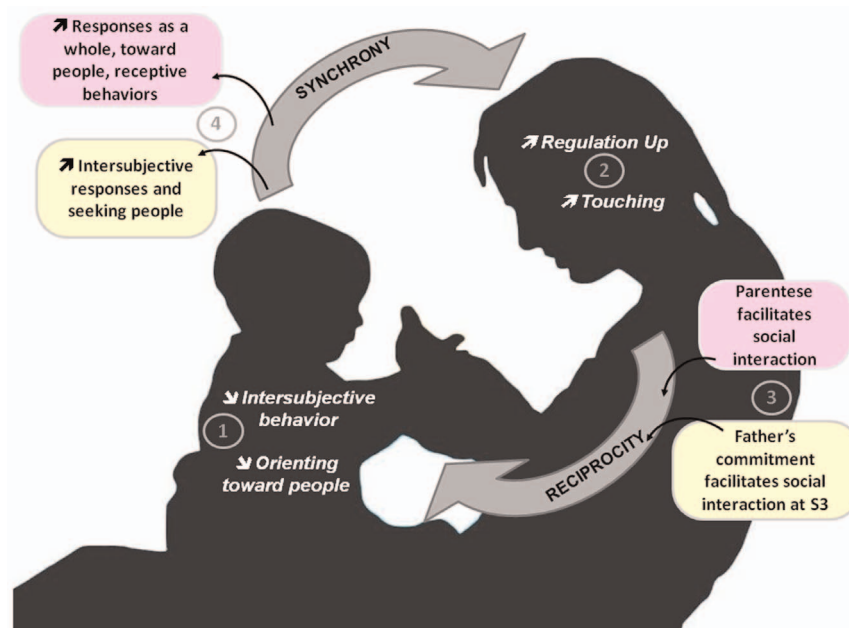 ↗ Responses as a
whole, toward
people, receptive
behaviors
4
↗ Intersubjective
responses and
seeking people
SYNCHRONY
↗ Regulation Up
2
↗ Touching
Parentese
facilitates
social
interaction
3
Father's
commitment
facilitates social
interaction at S3
RECIPROCITY
↘ Intersubjective
behavior
1
↘ Orienting
toward people